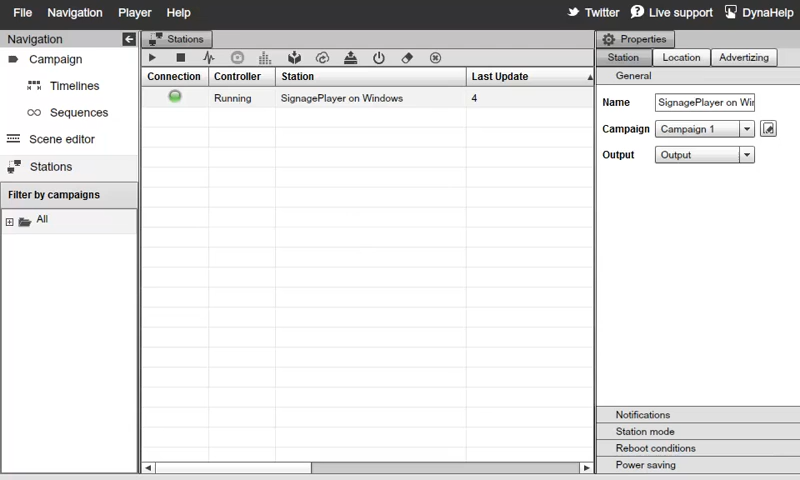 File Navigation Player Help Twitter Live support DynaHelp
Navigation
Campaign
Timelines
Sequences
Scene editor
Stations
Filter by campaigns
All
Stations
Connection Controller Station Last Update
Running SignagePlayer on Windows 4
Properties
Station Location Advertizing
General
Name SignagePlayer on Win
Campaign Campaign 1
Output Output
Notifications
Station mode
Reboot conditions
Power saving